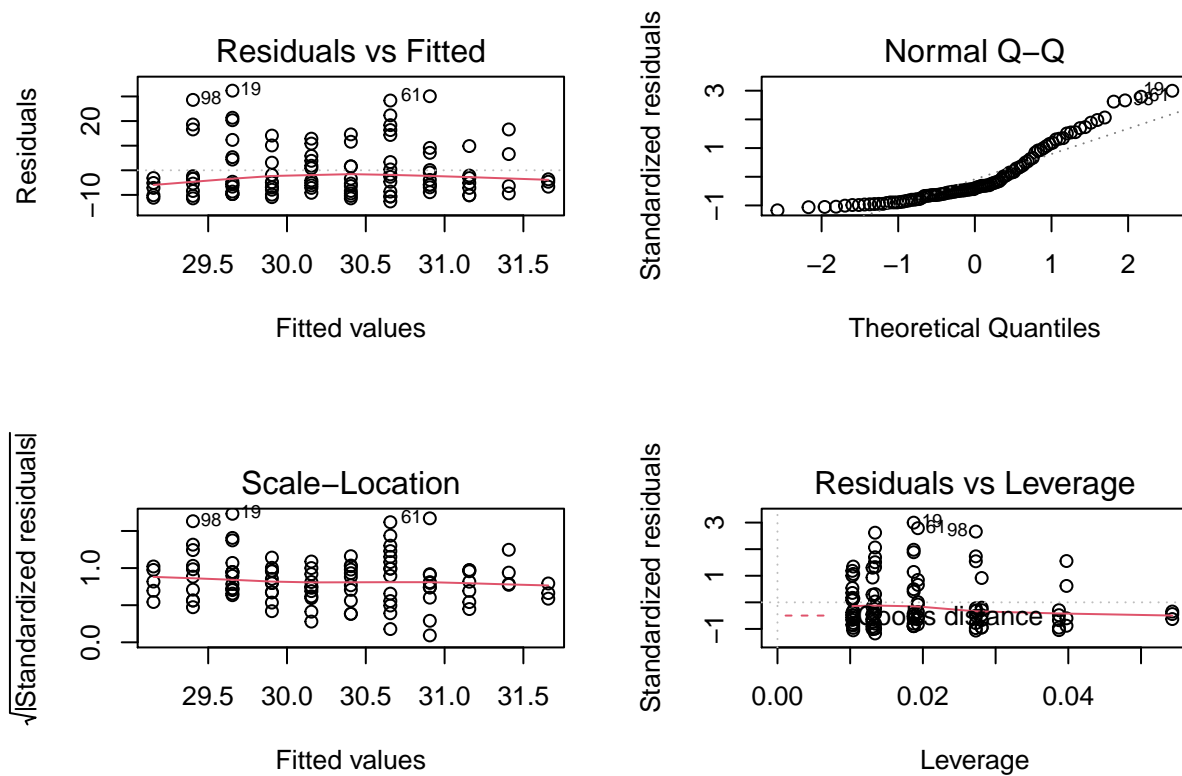 Residuals vs Fitted
Residuals
20
−10
98
19
61
29.5 30.0 30.5 31.0 31.5
Fitted values
Normal Q−Q
Standardized residuals
3
1
−1
19
−2 −1 0 1 2
Theoretical Quantiles
Scale−Location
√|Standardized residuals|
1.0
0.0
98
19
61
29.5 30.0 30.5 31.0 31.5
Fitted values
Residuals vs Leverage
Standardized residuals
3
1
−1
19
61
98
Cook's distance
0.00 0.02 0.04
Leverage